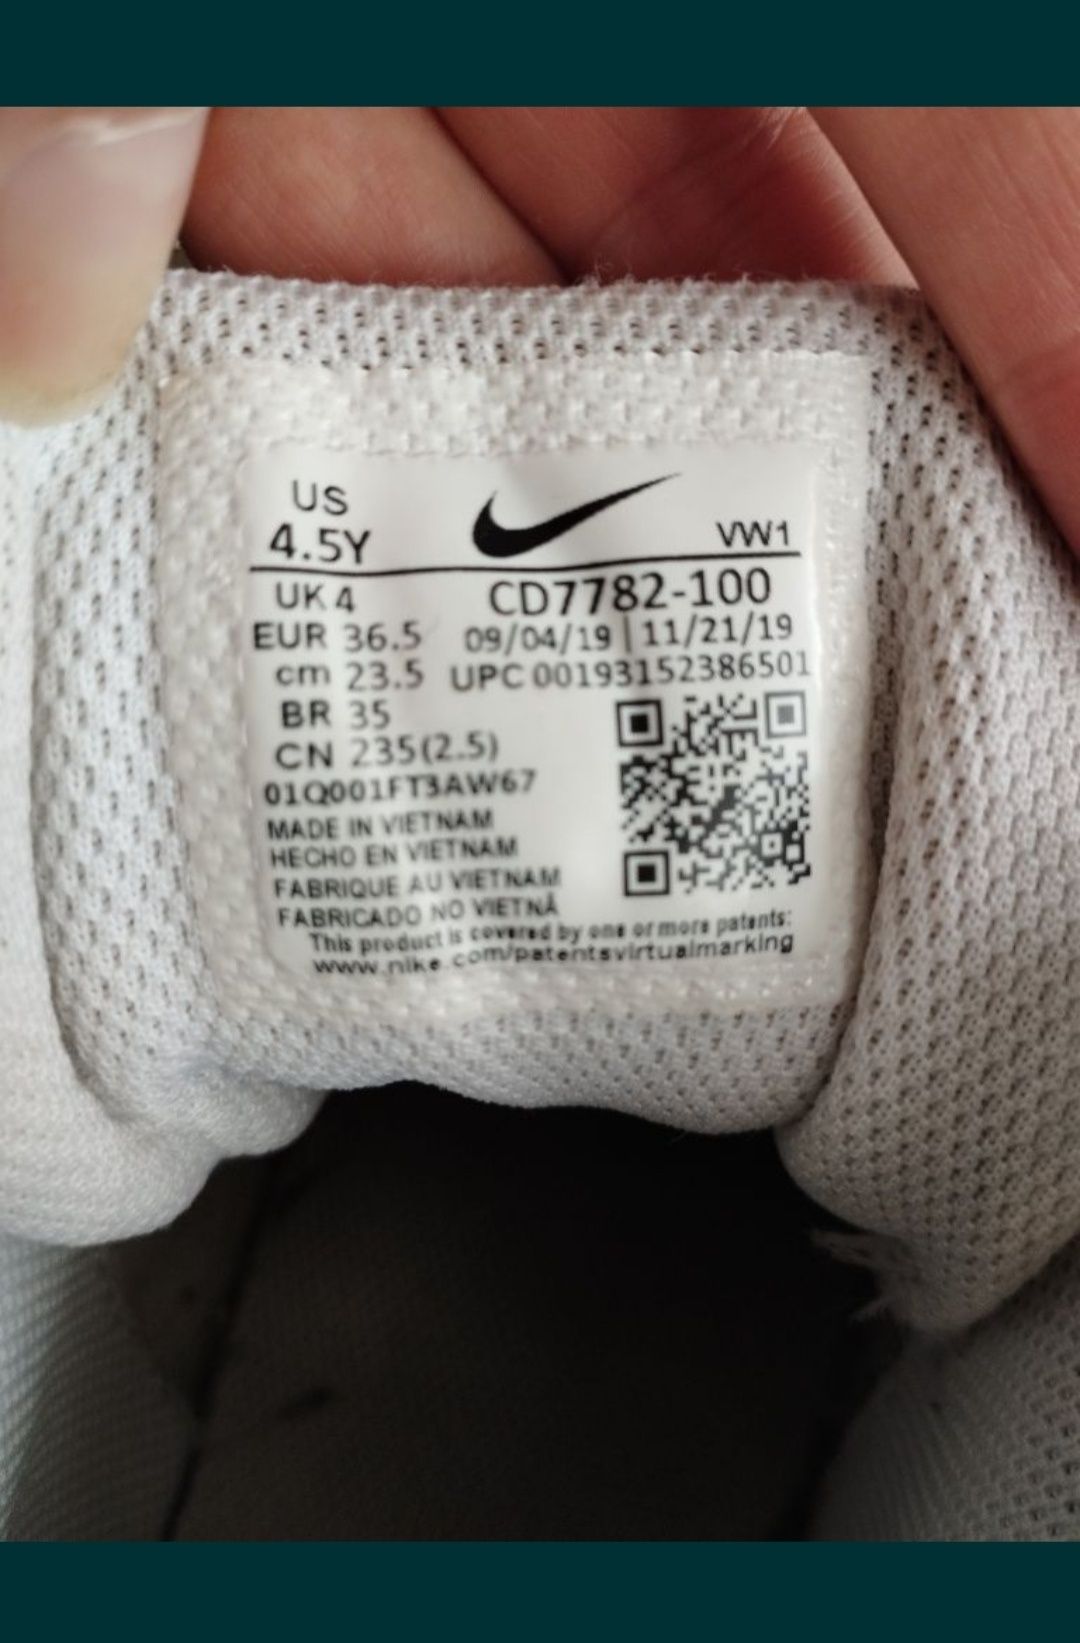 US
4.5Y
VW1
UK 4
CD7782-100
EUR 36.5
09/04/19 | 11/21/19
cm 23.5
UPC 00193152386501
BR 35
CN 235(2.5)
01Q001FT3AW67
MADE IN VIETNAM
HECHO EN VIETNAM
FABRIQUE AU VIETNAM
FABRICADO NO VIETNÃ
This product is covered by one or more patents:
www.nike.com/patentsvirtualmarking